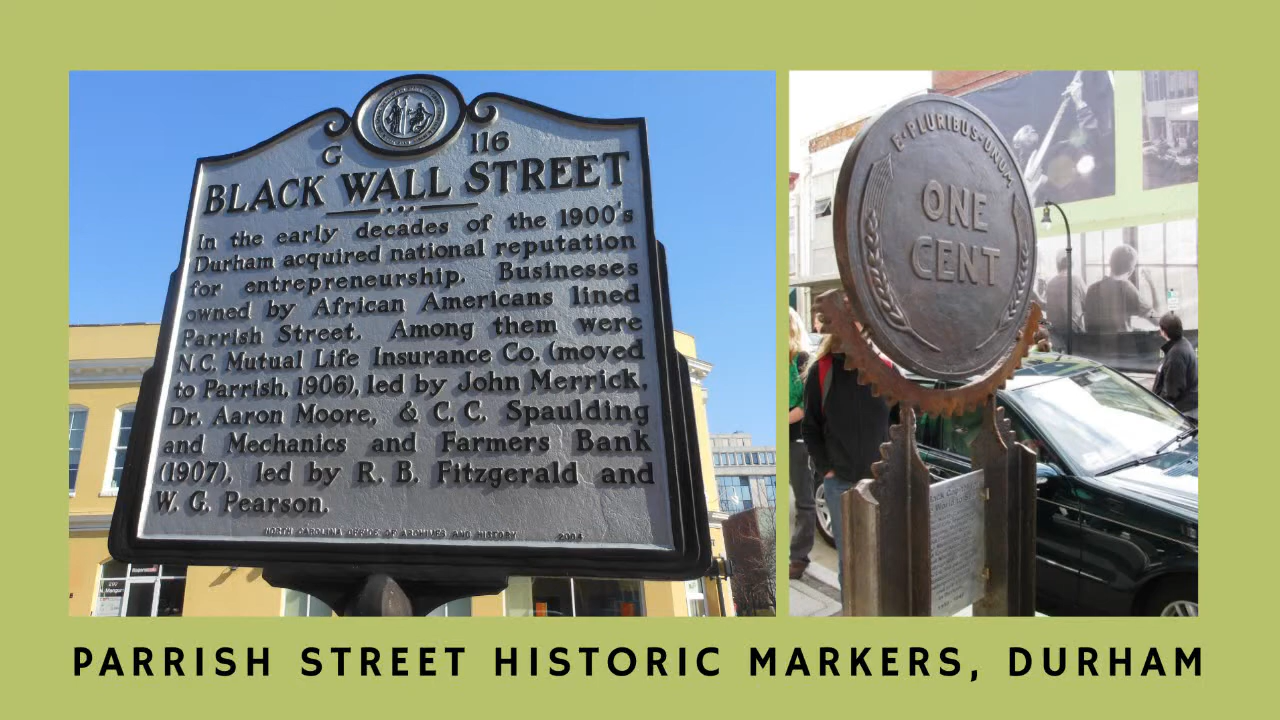 G 116
BLACK WALL STREET
In the early decades of the 1900's
Durham acquired national reputation
for entrepreneurship. Businesses
owned by African Americans lined
Parrish Street. Among them were
N.C. Mutual Life Insurance Co. (moved
to Parrish, 1906), led by John Merrick,
Dr. Aaron Moore, & C.C. Spaulding
and Mechanics and Farmers Bank
(1907), led by R. B. Fitzgerald and
W. G. Pearson.
NORTH CAROLINA OFFICE OF ARCHIVES AND HISTORY 2004
E·PLURIBUS·UNUM
ONE
CENT
PARRISH STREET HISTORIC MARKERS, DURHAM